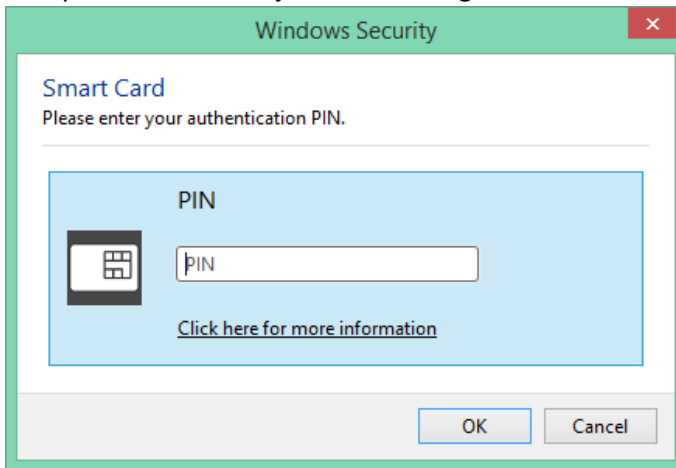 Windows Security
Smart Card
Please enter your authentication PIN.
PIN
PIN
Click here for more information
OK
Cancel